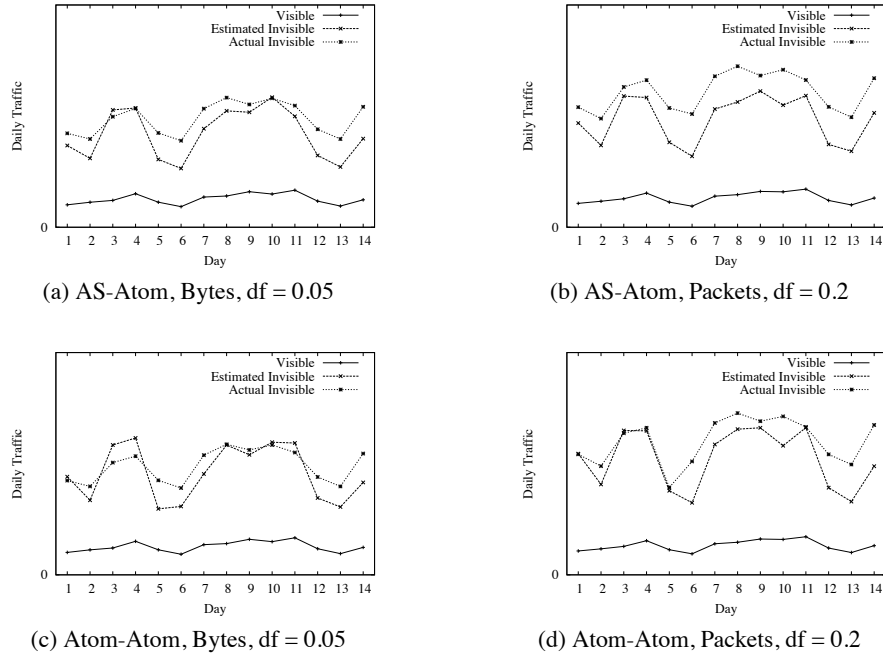 Visible
Estimated Invisible
Actual Invisible
Daily Traffic
0
1 2 3 4 5 6 7 8 9 10 11 12 13 14
Day
(a) AS-Atom, Bytes, df = 0.05
Visible
Estimated Invisible
Actual Invisible
Daily Traffic
0
1 2 3 4 5 6 7 8 9 10 11 12 13 14
Day
(b) AS-Atom, Packets, df = 0.2
Visible
Estimated Invisible
Actual Invisible
Daily Traffic
0
1 2 3 4 5 6 7 8 9 10 11 12 13 14
Day
(c) Atom-Atom, Bytes, df = 0.05
Visible
Estimated Invisible
Actual Invisible
Daily Traffic
0
1 2 3 4 5 6 7 8 9 10 11 12 13 14
Day
(d) Atom-Atom, Packets, df = 0.2